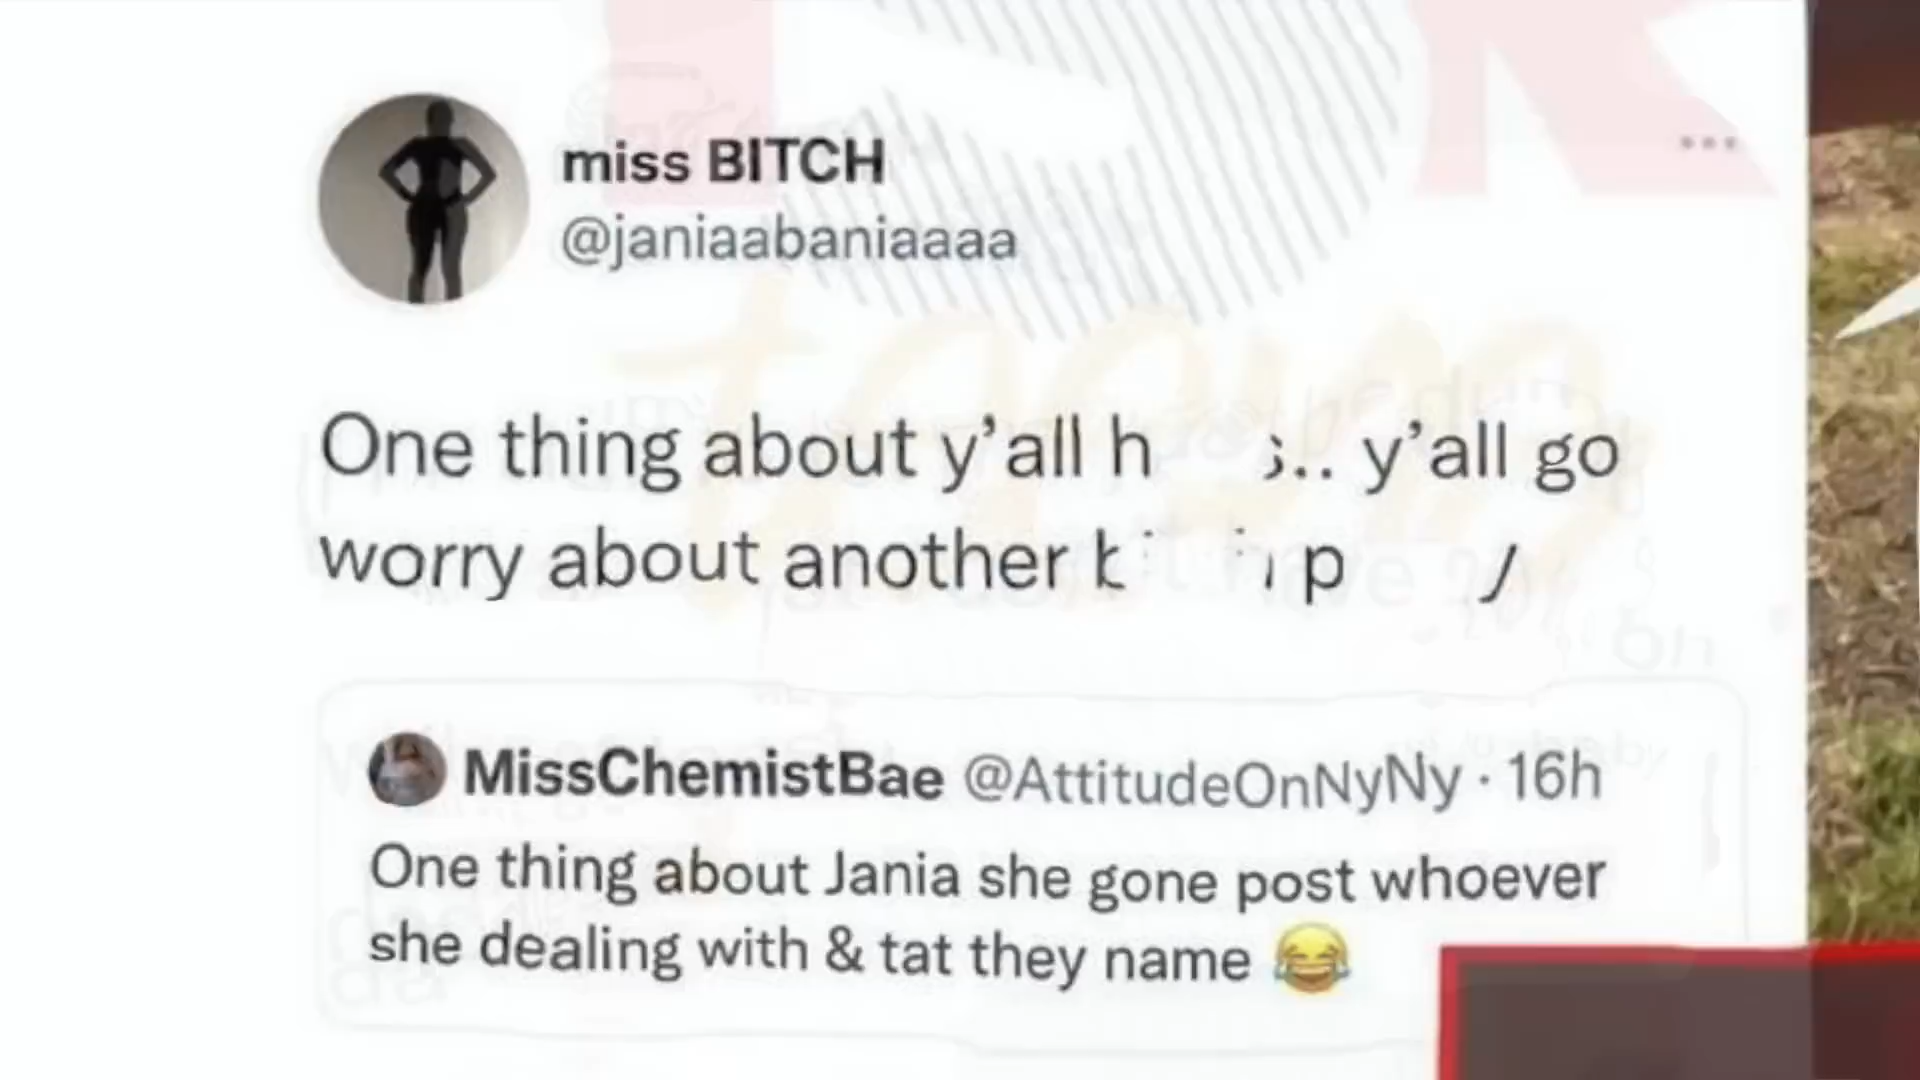 miss BITCH
@janiaabaniaaaa
One thing about y’all y’all go
worry about another
MissChemistBae @AttitudeOnNyNy · 16h
One thing about Jania she gone post whoever
she dealing with & tat they name 😂